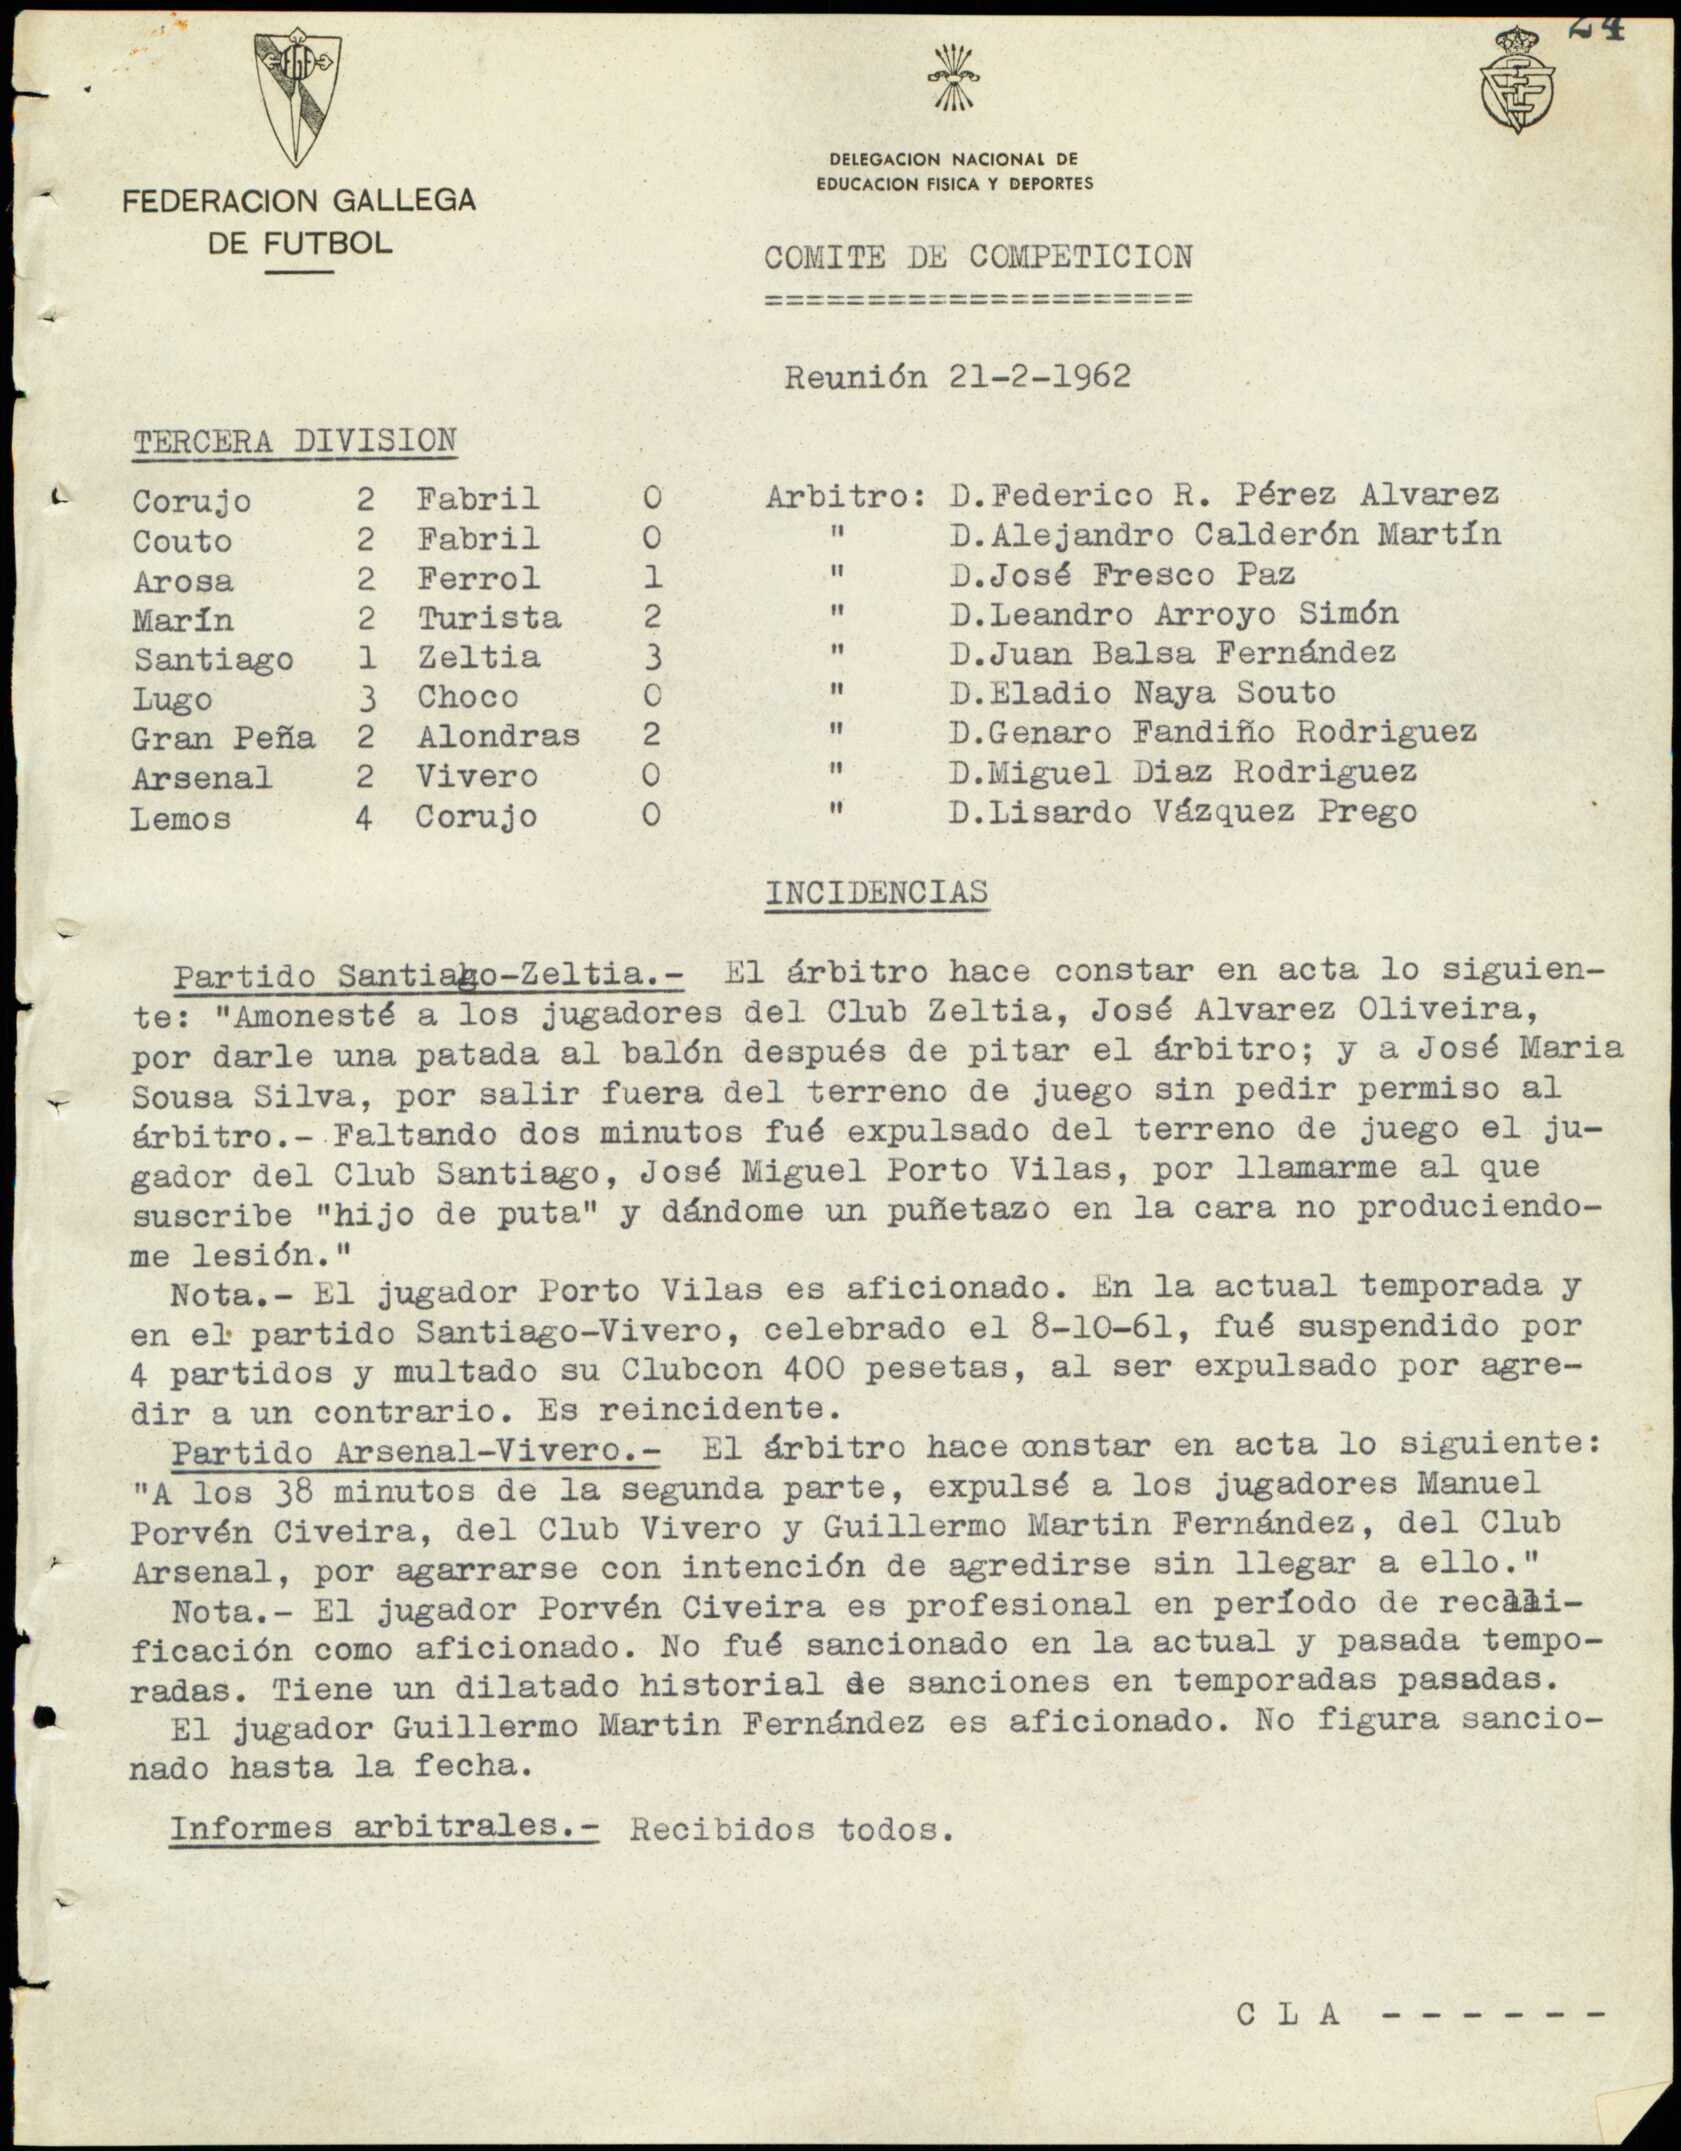 24
FEDERACION GALLEGA
DE FUTBOL
DELEGACION NACIONAL DE
EDUCACION FISICA Y DEPORTES
COMITE DE COMPETICION
=====================
Reunión 21-2-1962
TERCERA DIVISION
Corujo 2 Fabril 0 Arbitro: D.Federico R. Pérez Alvarez
Couto 2 Fabril 0 " D.Alejandro Calderón Martín
Arosa 2 Ferrol 1 " D.José Fresco Paz
Marín 2 Turista 2 " D.Leandro Arroyo Simón
Santiago 1 Zeltia 3 " D.Juan Balsa Fernández
Lugo 3 Choco 0 " D.Eladio Naya Souto
Gran Peña 2 Alondras 2 " D.Genaro Fandiño Rodriguez
Arsenal 2 Vivero 0 " D.Miguel Diaz Rodriguez
Lemos 4 Corujo 0 " D.Lisardo Vázquez Prego
INCIDENCIAS
Partido Santiago-Zeltia.- El árbitro hace constar en acta lo siguien-
te: "Amonesté a los jugadores del Club Zeltia, José Alvarez Oliveira,
por darle una patada al balón después de pitar el árbitro; y a José Maria
Sousa Silva, por salir fuera del terreno de juego sin pedir permiso al
árbitro.- Faltando dos minutos fué expulsado del terreno de juego el ju-
gador del Club Santiago, José Miguel Porto Vilas, por llamarme al que
suscribe "hijo de puta" y dándome un puñetazo en la cara no produciendo-
me lesión."
Nota.- El jugador Porto Vilas es aficionado. En la actual temporada y
en el partido Santiago-Vivero, celebrado el 8-10-61, fué suspendido por
4 partidos y multado su Clubcon 400 pesetas, al ser expulsado por agre-
dir a un contrario. Es reincidente.
Partido Arsenal-Vivero.- El árbitro hace constar en acta lo siguiente:
"A los 38 minutos de la segunda parte, expulsé a los jugadores Manuel
Porvén Civeira, del Club Vivero y Guillermo Martin Fernández, del Club
Arsenal, por agarrarse con intención de agredirse sin llegar a ello."
Nota.- El jugador Porvén Civeira es profesional en período de recali-
ficación como aficionado. No fué sancionado en la actual y pasada tempo-
radas. Tiene un dilatado historial de sanciones en temporadas pasadas.
El jugador Guillermo Martin Fernández es aficionado. No figura sancio-
nado hasta la fecha.
Informes arbitrales.- Recibidos todos.
C L A - - - - - -